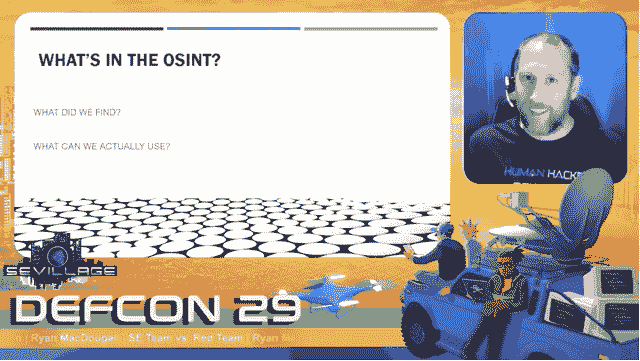 WHAT'S IN THE OSINT?
WHAT DID WE FIND?
WHAT CAN WE ACTUALLY USE?
HUMAN HACKE
SEVILLAGE
DEFCON 29
Ryan MacDougall | SE Team vs. Red Team | Ryan